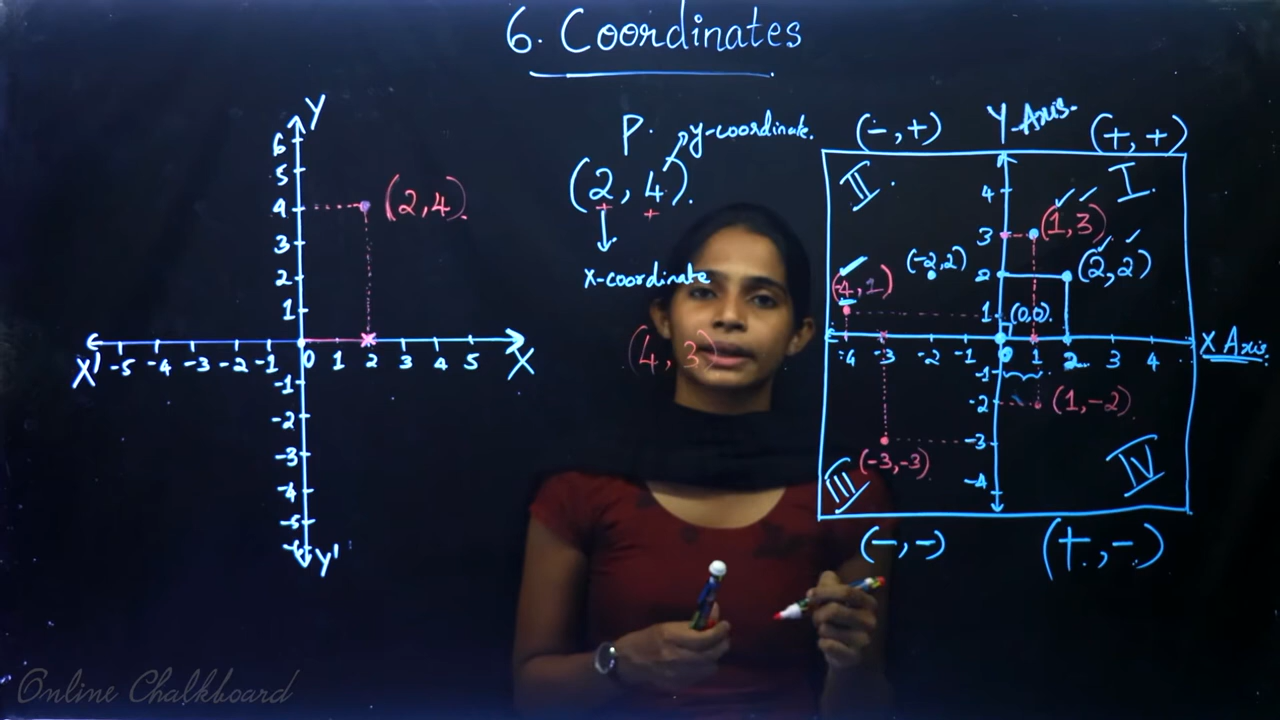 6. Coordinates
Y
6
5
4
3
2
1
X' -5 -4 -3 -2 -1 0 1 2 3 4 5 X
-1
-2
-3
-4
-5
-6
Y'
(2,4)
P.
y-coordinate.
(2, 4).
+ +
x-coordinate
(4, 3)
(-,+) Y-Axis. (+,+)
II. I.
4
3 (1,3)
(-2,2) 2 (2,2)
(-4,1) 1 (0,0)
-4 -3 -2 -1 0 1 2 3 4 X Axis.
-1
-2 (1,-2)
-3
(-3,-3)
-4
III IV
(-,-) (+,-)
Online Chalkboard